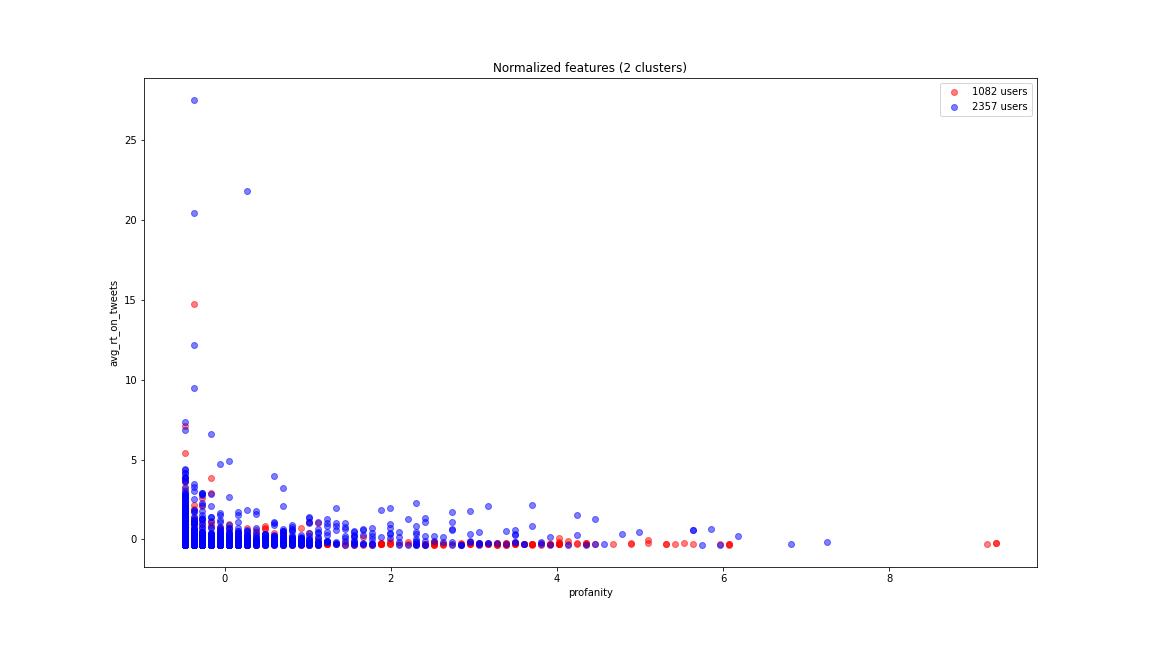 Normalized features (2 clusters)
1082 users
2357 users
avg_rt_on_tweets
25
20
15
10
5
0
0 2 4 6 8
profanity